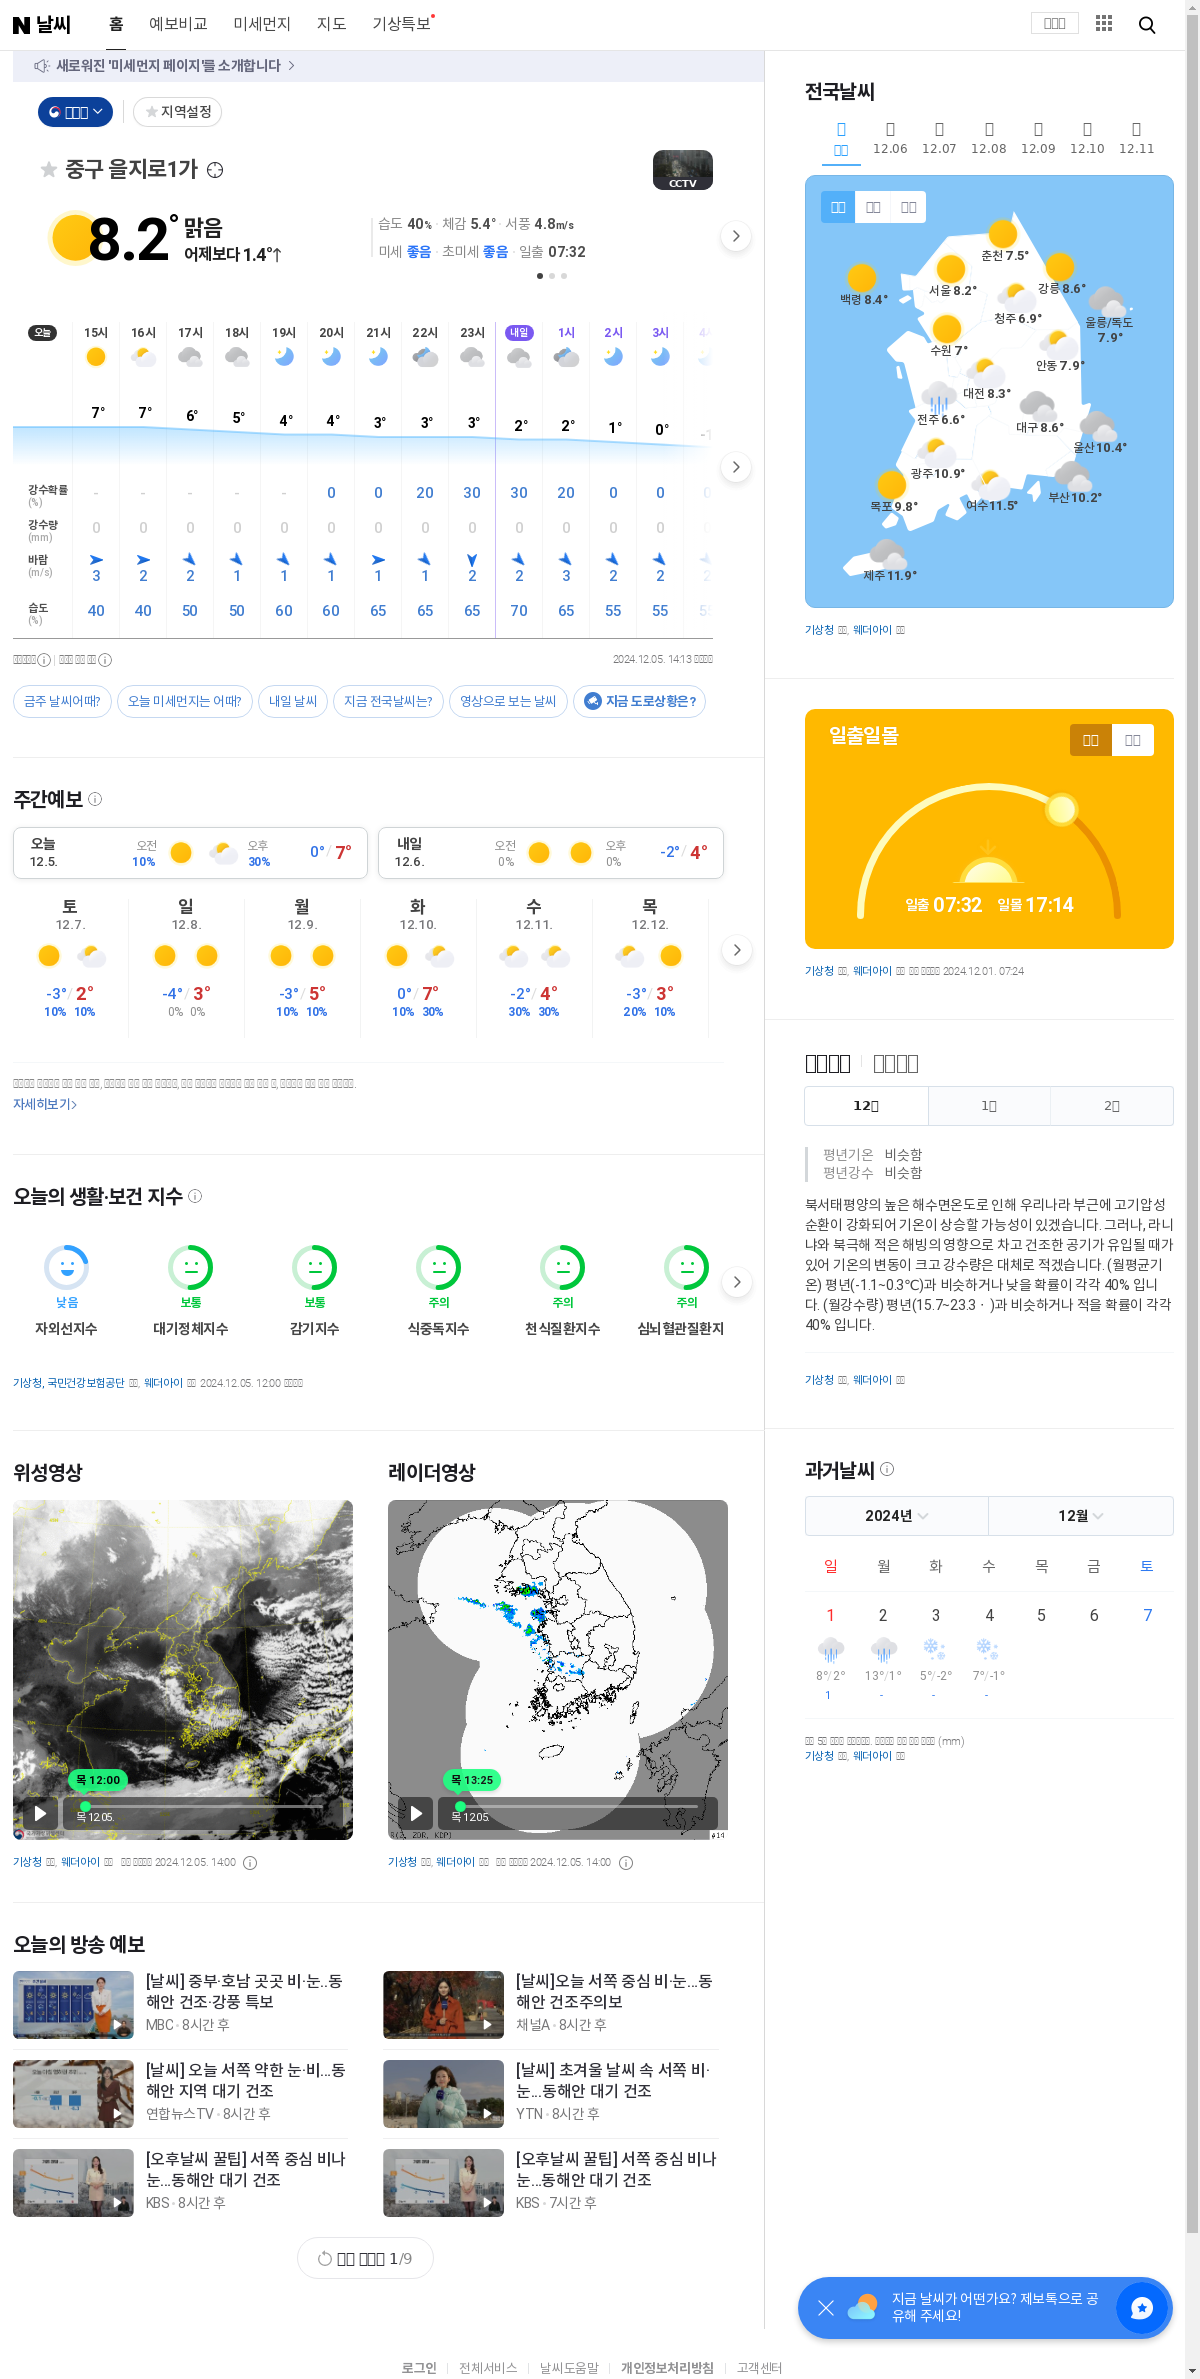 N 날씨
홈 예보비교 미세먼지 지도 기상특보
새로워진 '미세먼지 페이지'를 소개합니다
지역설정
중구 을지로1가
CCTV
8.2° 맑음
어제보다 1.4°↑
습도 40% · 체감 5.4° · 서풍 4.8m/s
미세 좋음 · 초미세 좋음 · 일출 07:32
오늘 15시 16시 17시 18시 19시 20시 21시 22시 23시 내일 1시 2시 3시
7° 7° 6° 5° 4° 4° 3° 3° 3° 2° 2° 1° 0° -1
강수확률 (%) - - - - - 0 0 20 30 30 20 0 0 0
강수량 (mm) 0 0 0 0 0 0 0 0 0 0 0 0 0 0
바람 (m/s) 3 2 2 1 1 1 1 1 2 2 3 2 2 2
습도 (%) 40 40 50 50 60 60 65 65 65 70 65 55 55
2024.12.05. 14:13
금주 날씨어때?
오늘 미세먼지는 어때?
내일 날씨
지금 전국날씨는?
영상으로 보는 날씨
지금 도로상황은?
주간예보
오늘 12.5. 오전 10% 오후 30% 0° / 7°
내일 12.6. 오전 0% 오후 0% -2° / 4°
토 일 월 화 수 목
12.7. 12.8. 12.9. 12.10. 12.11. 12.12.
-3° / 2° -4° / 3° -3° / 5° 0° / 7° -2° / 4° -3° / 3°
10% 10% 0% 0% 10% 10% 10% 30% 30% 30% 20% 10%
자세히보기
오늘의 생활·보건 지수
낮음 보통 보통 주의 주의 주의
자외선지수 대기정체지수 감기지수 식중독지수 천식질환지수 심뇌혈관질환지
기상청, 국민건강보험공단 웨더아이 2024.12.05. 12:00
위성영상
목 12:00
목 12.05.
기상청 웨더아이 2024.12.05. 14:00
레이더영상
목 13:25
목 12.05.
기상청 웨더아이 2024.12.05. 14:00
오늘의 방송 예보
[날씨] 중부·호남 곳곳 비·눈..동
해안 건조·강풍 특보
MBC · 8시간 후
[날씨]오늘 서쪽 중심 비·눈...동
해안 건조주의보
채널A · 8시간 후
[날씨] 오늘 서쪽 약한 눈·비...동
해안 지역 대기 건조
연합뉴스TV · 8시간 후
[날씨] 초겨울 날씨 속 서쪽 비·
눈...동해안 대기 건조
YTN · 8시간 후
[오후날씨 꿀팁] 서쪽 중심 비나
눈...동해안 대기 건조
KBS · 8시간 후
[오후날씨 꿀팁] 서쪽 중심 비나
눈...동해안 대기 건조
KBS · 7시간 후
1/9
전국날씨
12.06 12.07 12.08 12.09 12.10 12.11
춘천 7.5°
서울 8.2°
강릉 8.6°
백령 8.4°
청주 6.9°
울릉/독도
7.9°
수원 7°
안동 7.9°
대전 8.3°
전주 6.6°
대구 8.6°
울산 10.4°
광주 10.9°
부산 10.2°
목포 9.8°
여수 11.5°
제주 11.9°
기상청 웨더아이
일출일몰
일출 07:32 일몰 17:14
기상청 웨더아이 2024.12.01. 07:24
12 1 2
평년기온 비슷함
평년강수 비슷함
북서태평양의 높은 해수면온도로 인해 우리나라 부근에 고기압성
순환이 강화되어 기온이 상승할 가능성이 있겠습니다. 그러나, 라니
냐와 북극해 적은 해빙의 영향으로 차고 건조한 공기가 유입될 때가
있어 기온의 변동이 크고 강수량은 대체로 적겠습니다. (월평균기
온) 평년(-1.1~0.3℃)과 비슷하거나 낮을 확률이 각각 40% 입니
다. (월강수량) 평년(15.7~23.3 · )과 비슷하거나 적을 확률이 각각
40% 입니다.
기상청 웨더아이
과거날씨
2024년 12월
일 월 화 수 목 금 토
1 2 3 4 5 6 7
8°/2° 13°/1° 5°/-2° 7°/-1°
1 - - -
5 (mm)
기상청 웨더아이
지금 날씨가 어떤가요? 제보톡으로 공
유해 주세요!
로그인 전체서비스 날씨도움말 개인정보처리방침 고객센터